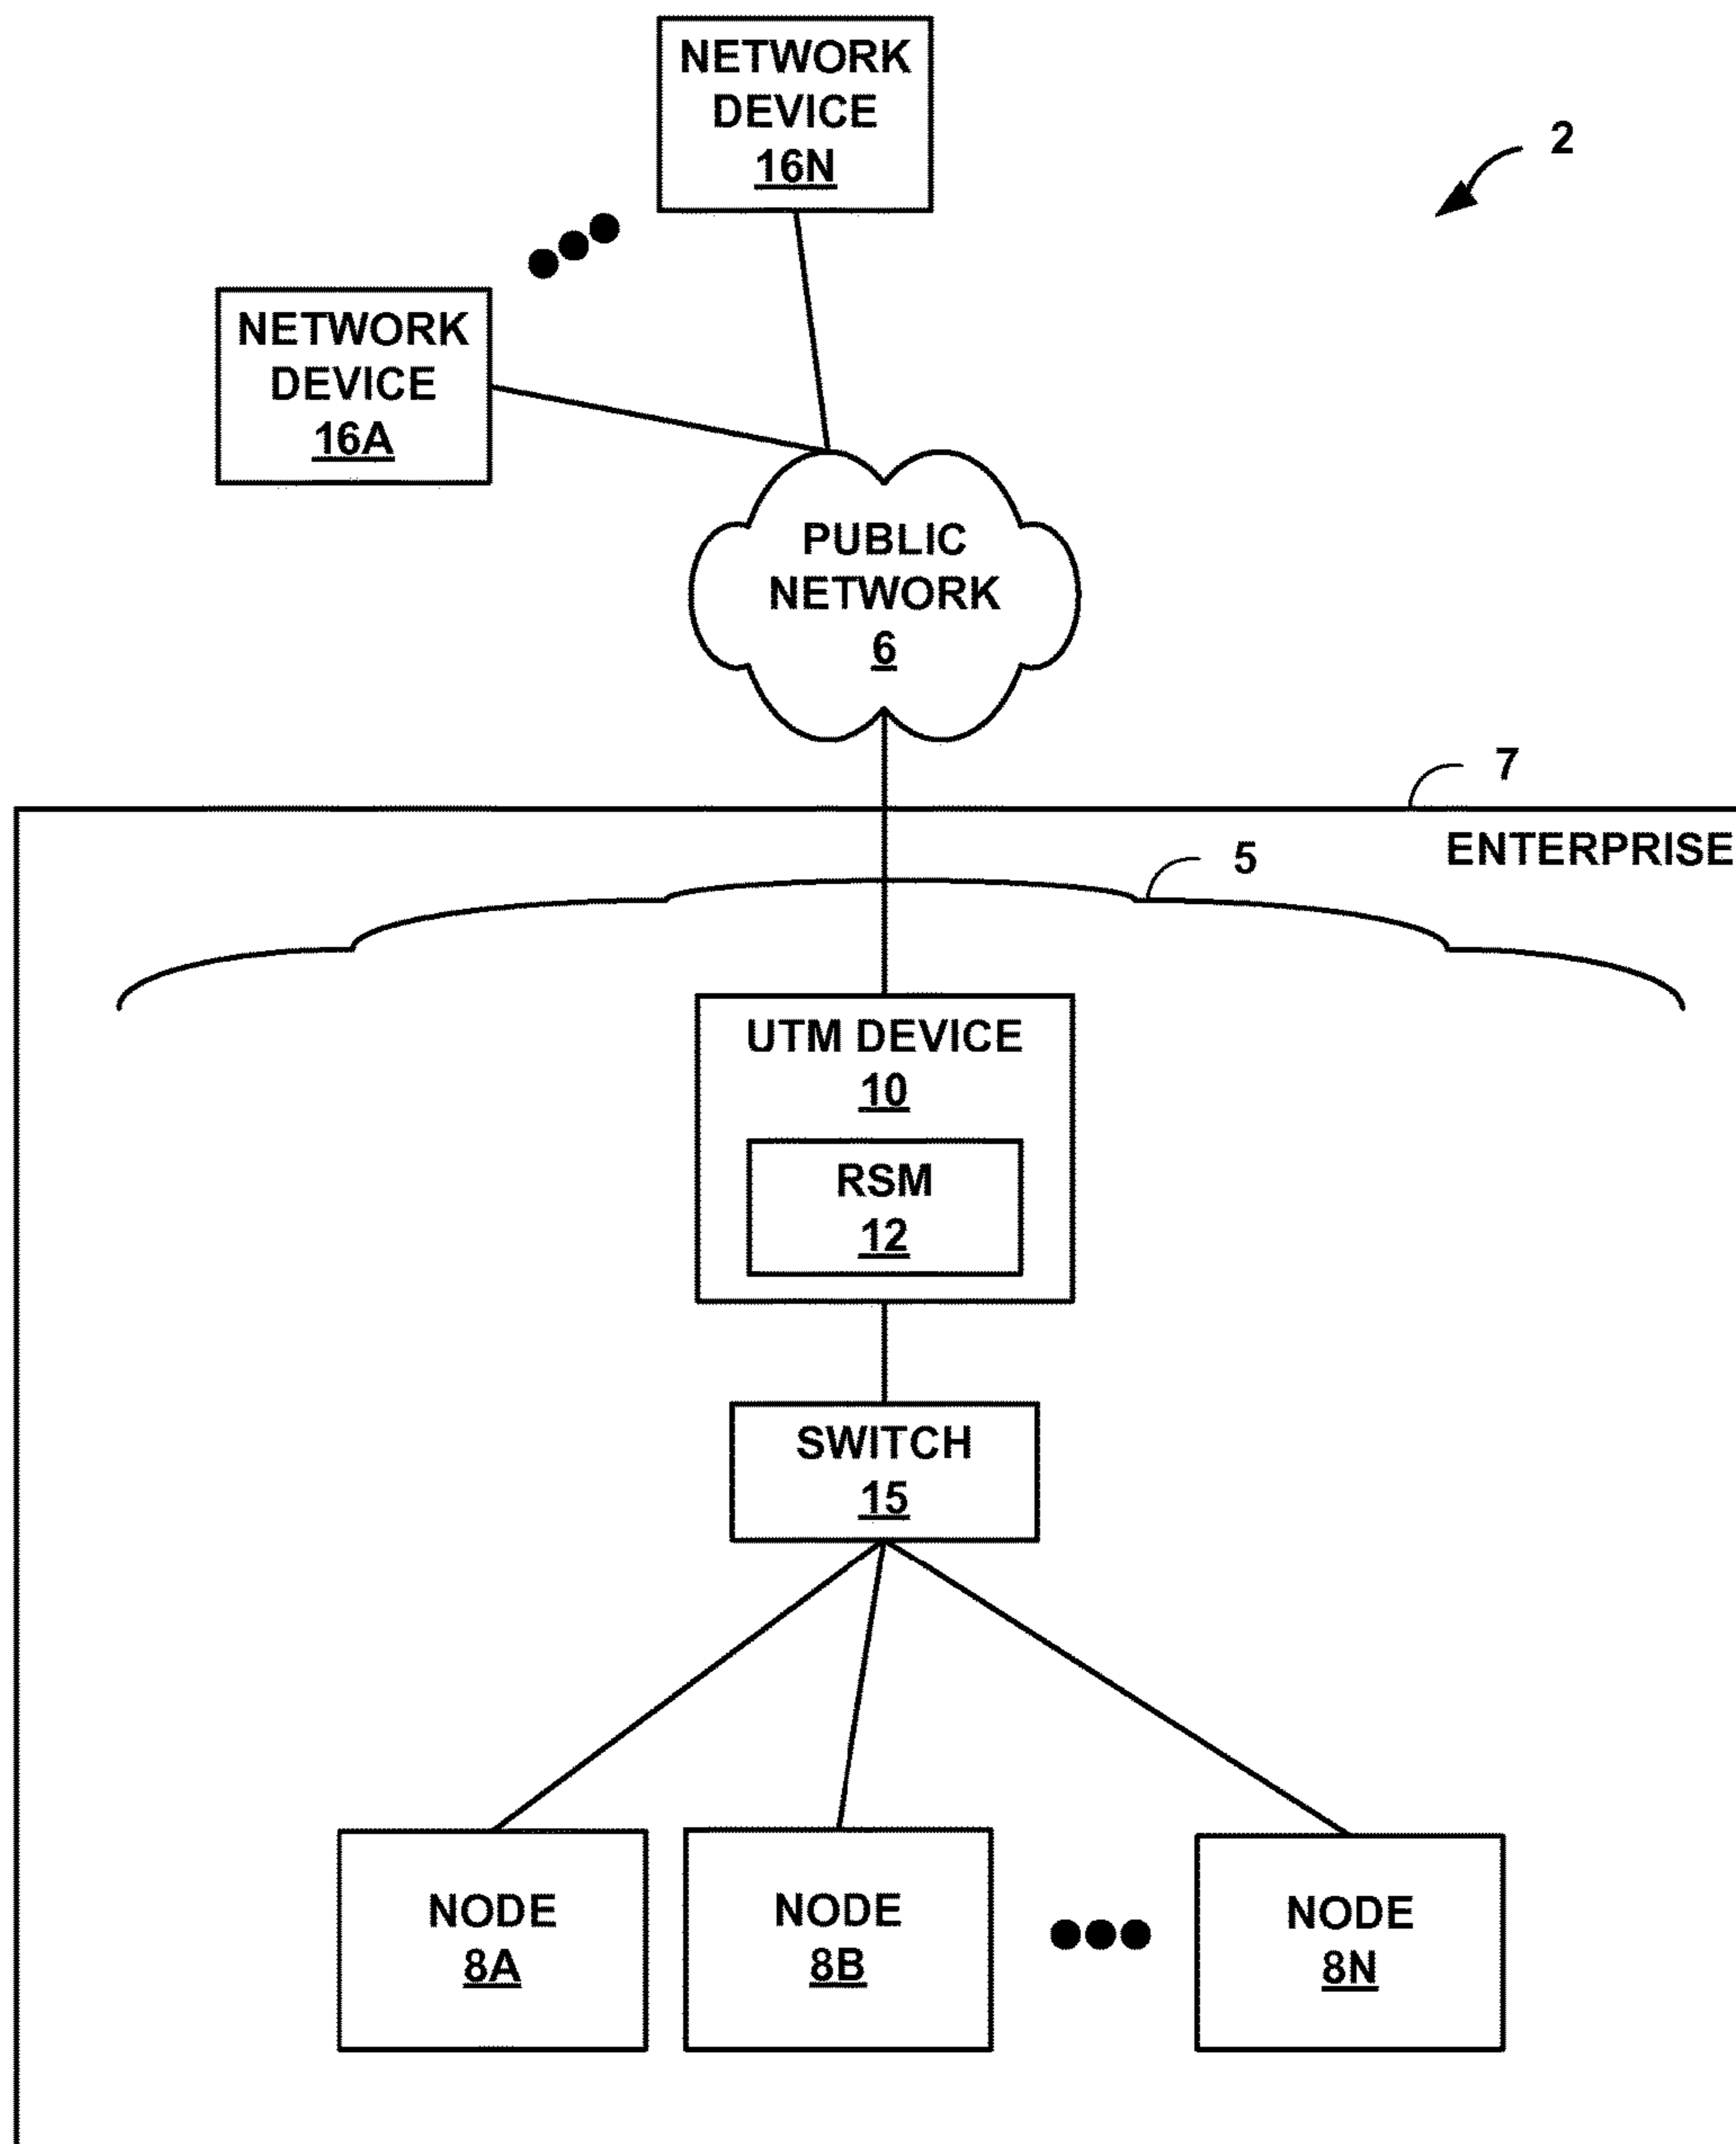 NETWORK
DEVICE
16N
2
NETWORK
DEVICE
16A
PUBLIC
NETWORK
6
7
ENTERPRISE
5
UTM DEVICE
10
RSM
12
SWITCH
15
NODE
8A
NODE
8B
NODE
8N